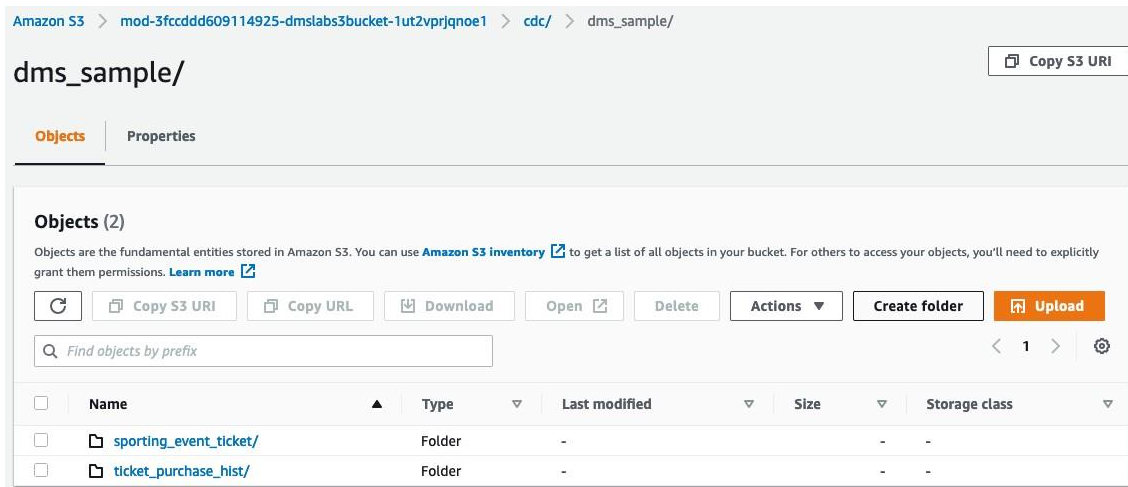 Amazon S3 > mod-3fccddd609114925-dmslabs3bucket-1ut2vprjqnoe1 > cdc/ > dms_sample/
dms_sample/
Copy S3 URI
Objects Properties
Objects (2)
Objects are the fundamental entities stored in Amazon S3. You can use Amazon S3 inventory to get a list of all objects in your bucket. For others to access your objects, you'll need to explicitly
grant them permissions. Learn more
Copy S3 URI Copy URL Download Open Delete Actions Create folder Upload
Find objects by prefix
1
Name Type Last modified Size Storage class
sporting_event_ticket/ Folder - - -
ticket_purchase_hist/ Folder - - -